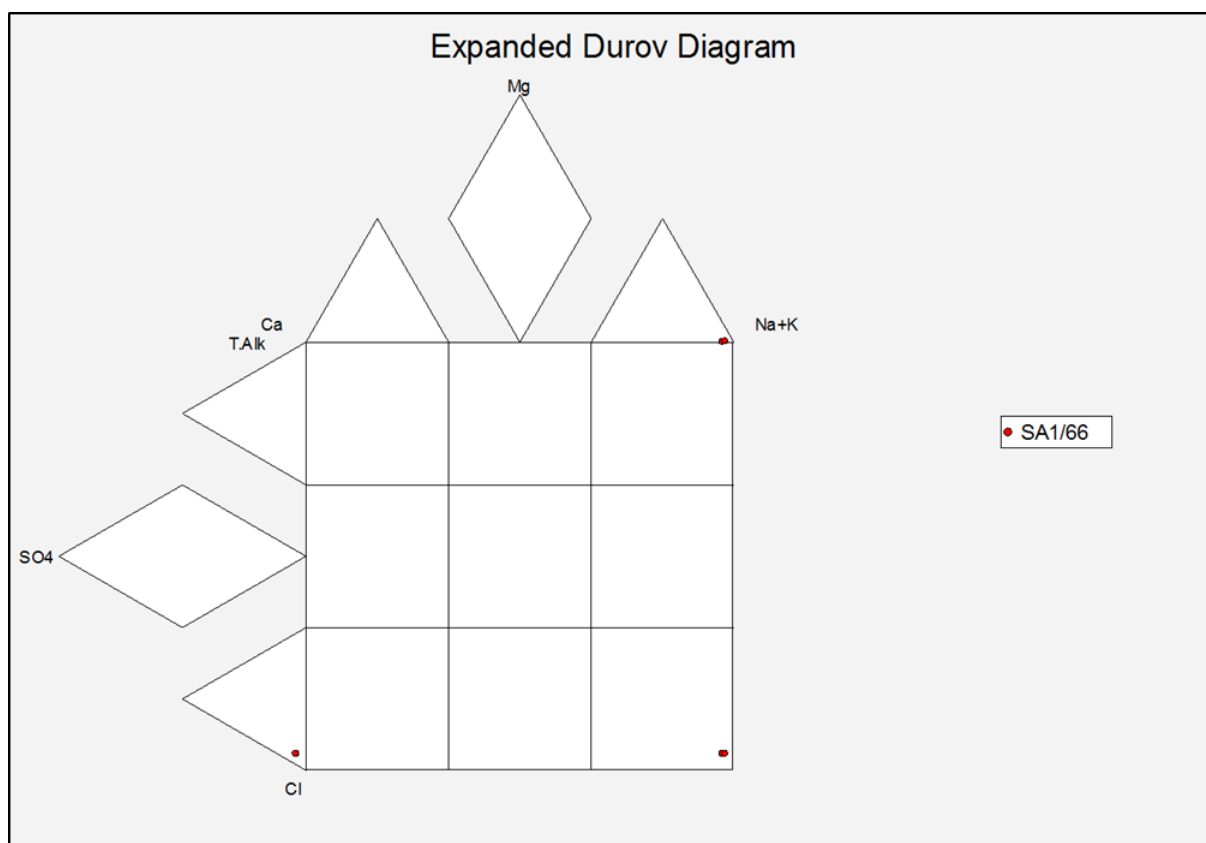 Expanded Durov Diagram
Mg
Ca
Na+K
T.Alk
SA1/66
SO4
Cl